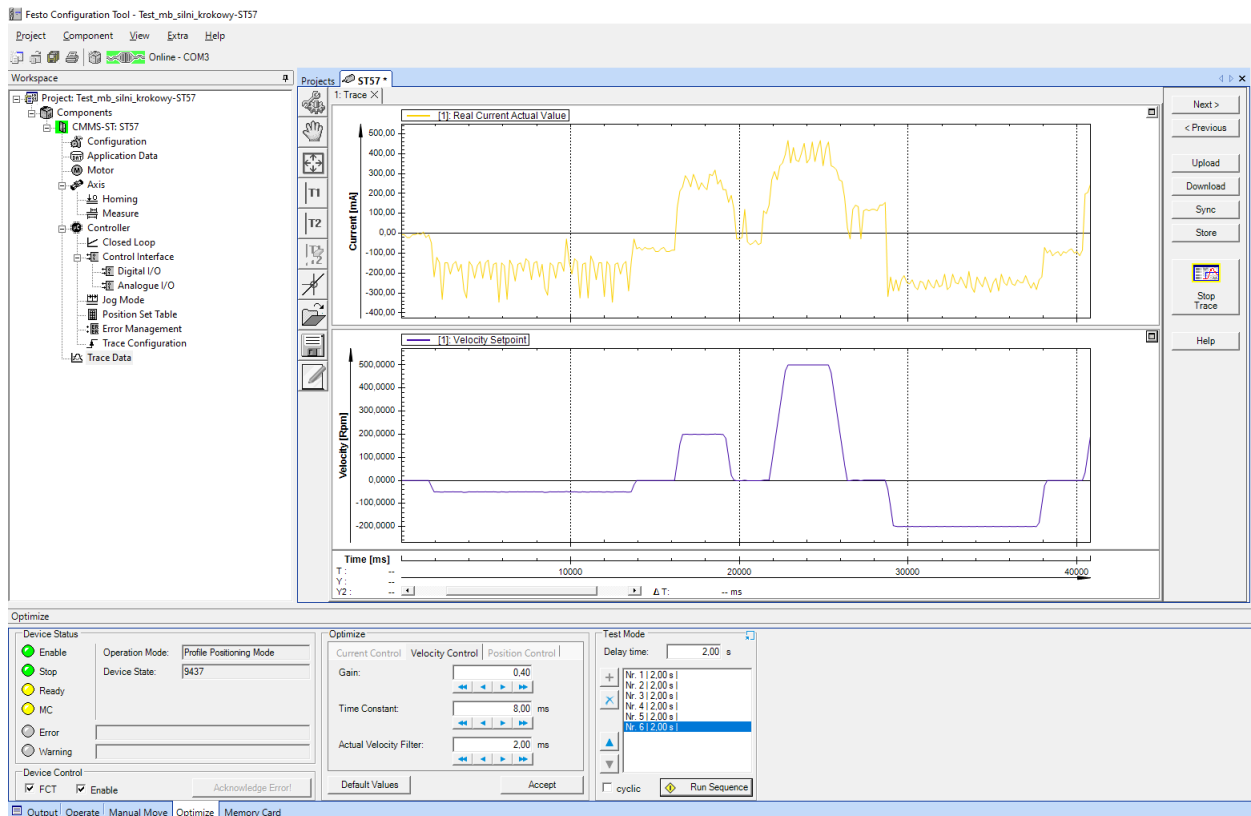 Festo Configuration Tool - Test_mb_silni_krokowy-ST57
Project Component View Extra Help
Online - COM3
Workspace
Project: Test_mb_silni_krokowy-ST57
Components
CMMS-ST: ST57
Configuration
Application Data
Motor
Axis
Homing
Measure
Controller
Closed Loop
Control Interface
Digital I/O
Analogue I/O
Jog Mode
Position Set Table
Error Management
Trace Configuration
Trace Data
Projects ST57 *
1: Trace
T1
T2
[1]: Real Current Actual Value
Current [mA]
500,00
400,00
300,00
200,00
100,00
0,00
-100,00
-200,00
-300,00
-400,00
[1]: Velocity Setpoint
Velocity [Rpm]
500,0000
400,0000
300,0000
200,0000
100,0000
0,0000
-100,0000
-200,0000
Time [ms]
10000 20000 30000 40000
T : --
Y : --
Y2 : -- Δ T: -- ms
Next >
< Previous
Upload
Download
Sync
Store
Stop
Trace
Help
Optimize
Device Status
Enable
Stop
Ready
MC
Error
Warning
Operation Mode: Profile Positioning Mode
Device State: 9437
Device Control
FCT Enable Acknowledge Error!
Optimize
Current Control Velocity Control Position Control
Gain: 0,40
Time Constant: 8,00 ms
Actual Velocity Filter: 2,00 ms
Default Values Accept
Test Mode
Delay time: 2,00 s
Nr. 1 | 2,00 s |
Nr. 2 | 2,00 s |
Nr. 3 | 2,00 s |
Nr. 4 | 2,00 s |
Nr. 5 | 2,00 s |
Nr. 6 | 2,00 s |
cyclic Run Sequence
Output Operate Manual Move Optimize Memory Card